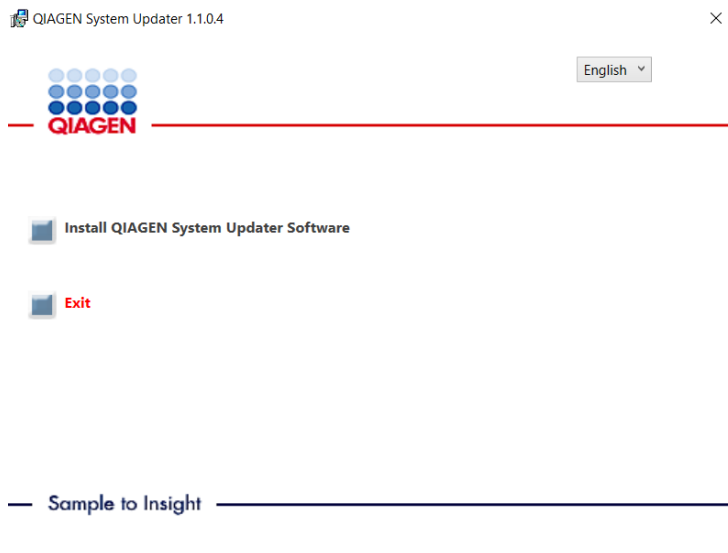 QIAGEN System Updater 1.1.0.4
English
QIAGEN
Install QIAGEN System Updater Software
Exit
Sample to Insight